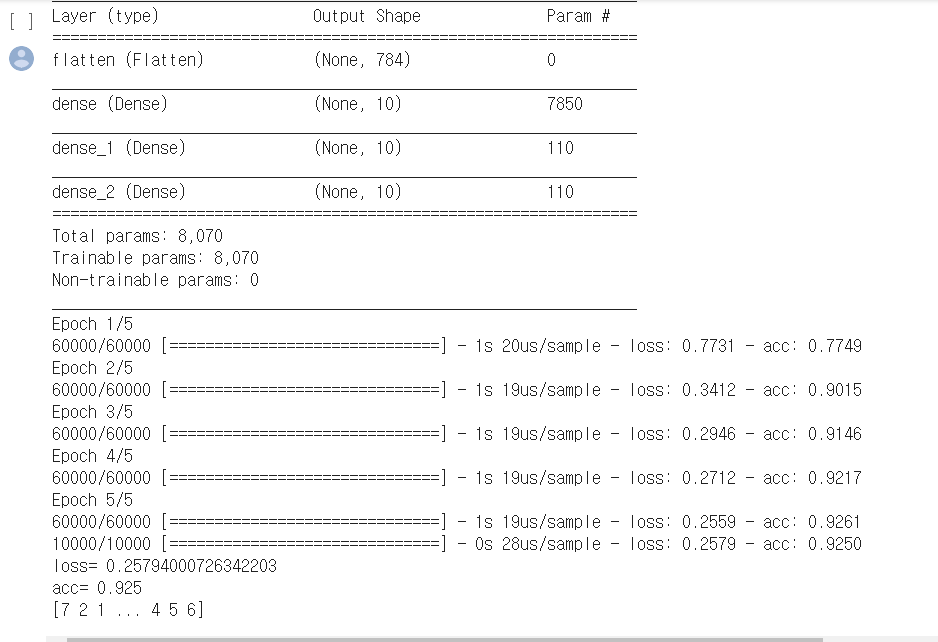 [ ]
Layer (type) Output Shape Param #
=================================================================
flatten (Flatten) (None, 784) 0
_________________________________________________________________
dense (Dense) (None, 10) 7850
_________________________________________________________________
dense_1 (Dense) (None, 10) 110
_________________________________________________________________
dense_2 (Dense) (None, 10) 110
=================================================================
Total params: 8,070
Trainable params: 8,070
Non-trainable params: 0
_________________________________________________________________
Epoch 1/5
60000/60000 [==============================] - 1s 20us/sample - loss: 0.7731 - acc: 0.7749
Epoch 2/5
60000/60000 [==============================] - 1s 19us/sample - loss: 0.3412 - acc: 0.9015
Epoch 3/5
60000/60000 [==============================] - 1s 19us/sample - loss: 0.2946 - acc: 0.9146
Epoch 4/5
60000/60000 [==============================] - 1s 19us/sample - loss: 0.2712 - acc: 0.9217
Epoch 5/5
60000/60000 [==============================] - 1s 19us/sample - loss: 0.2559 - acc: 0.9261
10000/10000 [==============================] - 0s 28us/sample - loss: 0.2579 - acc: 0.9250
loss= 0.25794000726342203
acc= 0.925
[7 2 1 ... 4 5 6]